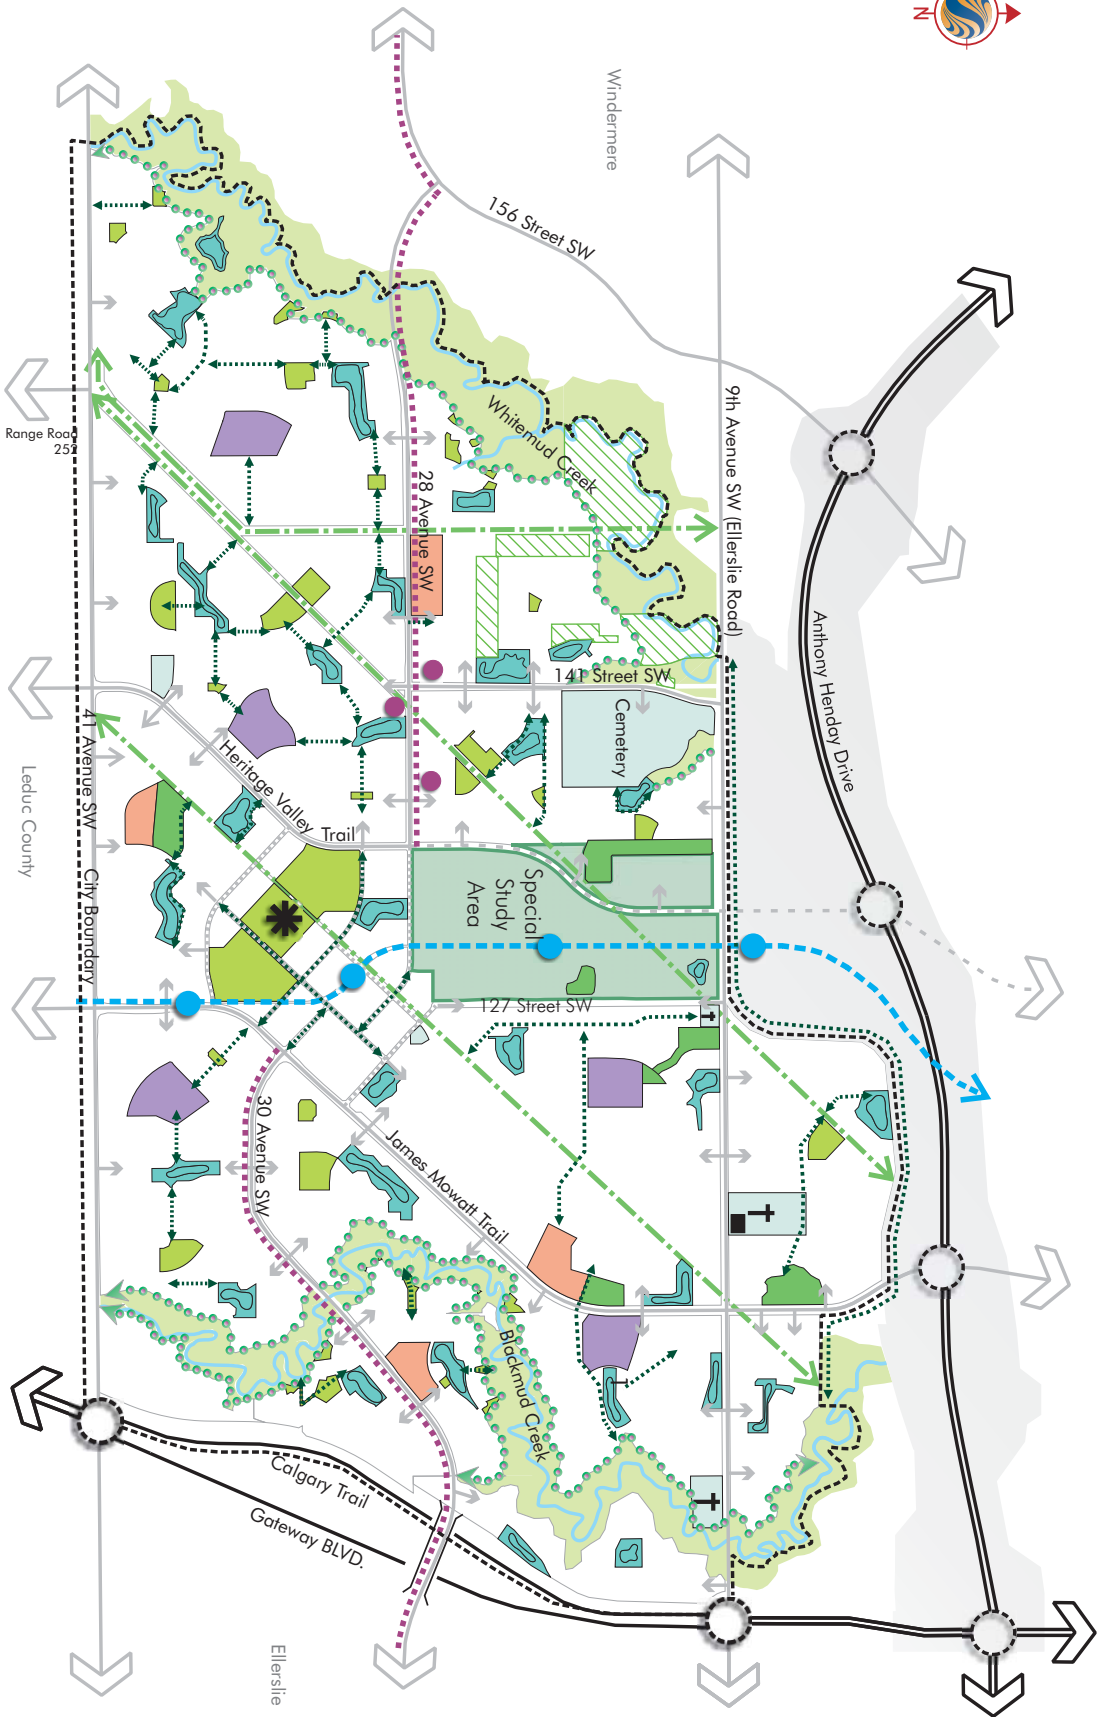 N
Windermere
156 Street SW
9th Avenue SW (Ellerslie Road)
Whitemud Creek
Range Road
252
28 Avenue SW
Anthony Henday Drive
141 Street SW
Cemetery
41 Avenue SW
Heritage Valley Trail
Leduc County
City Boundary
Special
Study
Area
127 Street SW
30 Avenue SW
James Mowatt Trail
Blackmud Creek
Calgary Trail
Gateway BLVD.
Ellerslie